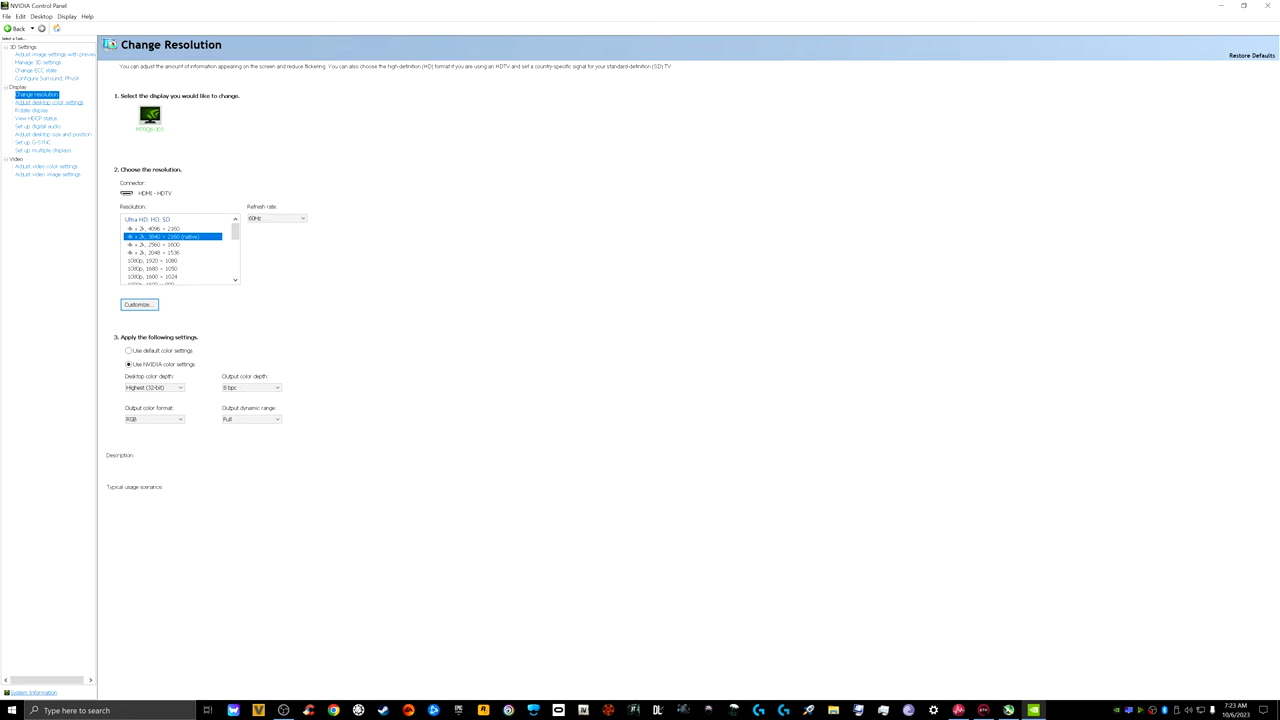 NVIDIA Control Panel
File Edit Desktop Display Help
Back
Select a Task...
3D Settings
Adjust image settings with preview
Manage 3D settings
Change ECC state
Configure Surround, PhysX
Display
Change resolution
Adjust desktop color settings
Rotate display
View HDCP status
Set up digital audio
Adjust desktop size and position
Set up G-SYNC
Set up multiple displays
Video
Adjust video color settings
Adjust video image settings
System Information
Change Resolution
Restore Defaults
You can adjust the amount of information appearing on the screen and reduce flickering. You can also choose the high-definition (HD) format if you are using an HDTV and set a country-specific signal for your standard-definition (SD) TV.
1. Select the display you would like to change.
2. Choose the resolution.
Connector:
HDMI - HDTV
Resolution:
Refresh rate:
Ultra HD, HD, SD
60Hz
4k x 2k, 4096 × 2160
4k x 2k, 3840 × 2160 (native)
4k x 2k, 2560 × 1600
4k x 2k, 2048 × 1536
1080p, 1920 × 1080
1080p, 1680 × 1050
1080p, 1600 × 1024
Customize...
3. Apply the following settings.
Use default color settings
Use NVIDIA color settings
Desktop color depth:
Output color depth:
Highest (32-bit)
8 bpc
Output color format:
Output dynamic range:
RGB
Full
Description:
Typical usage scenarios:
Type here to search
7:23 AM
10/6/2023